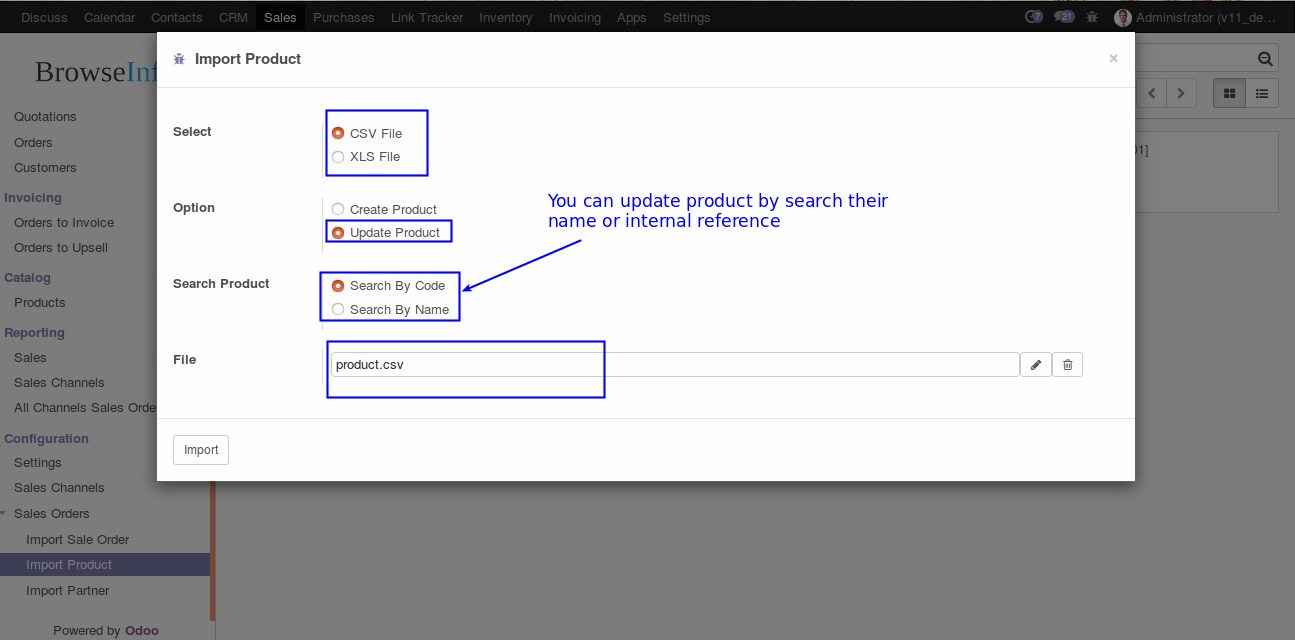 Discuss Calendar Contacts CRM Sales Purchases Link Tracker Inventory Invoicing Apps Settings 7 21 Administrator (v11_de...
BrowseInf
Quotations
Orders
Customers
Invoicing
Orders to Invoice
Orders to Upsell
Catalog
Products
Reporting
Sales
Sales Channels
All Channels Sales Orde
Configuration
Settings
Sales Channels
Sales Orders
Import Sale Order
Import Product
Import Partner
Powered by Odoo
Import Product ×
Select
CSV File
XLS File
Option
Create Product
Update Product
You can update product by search their
name or internal reference
Search Product
Search By Code
Search By Name
File
product.csv
Import
01]